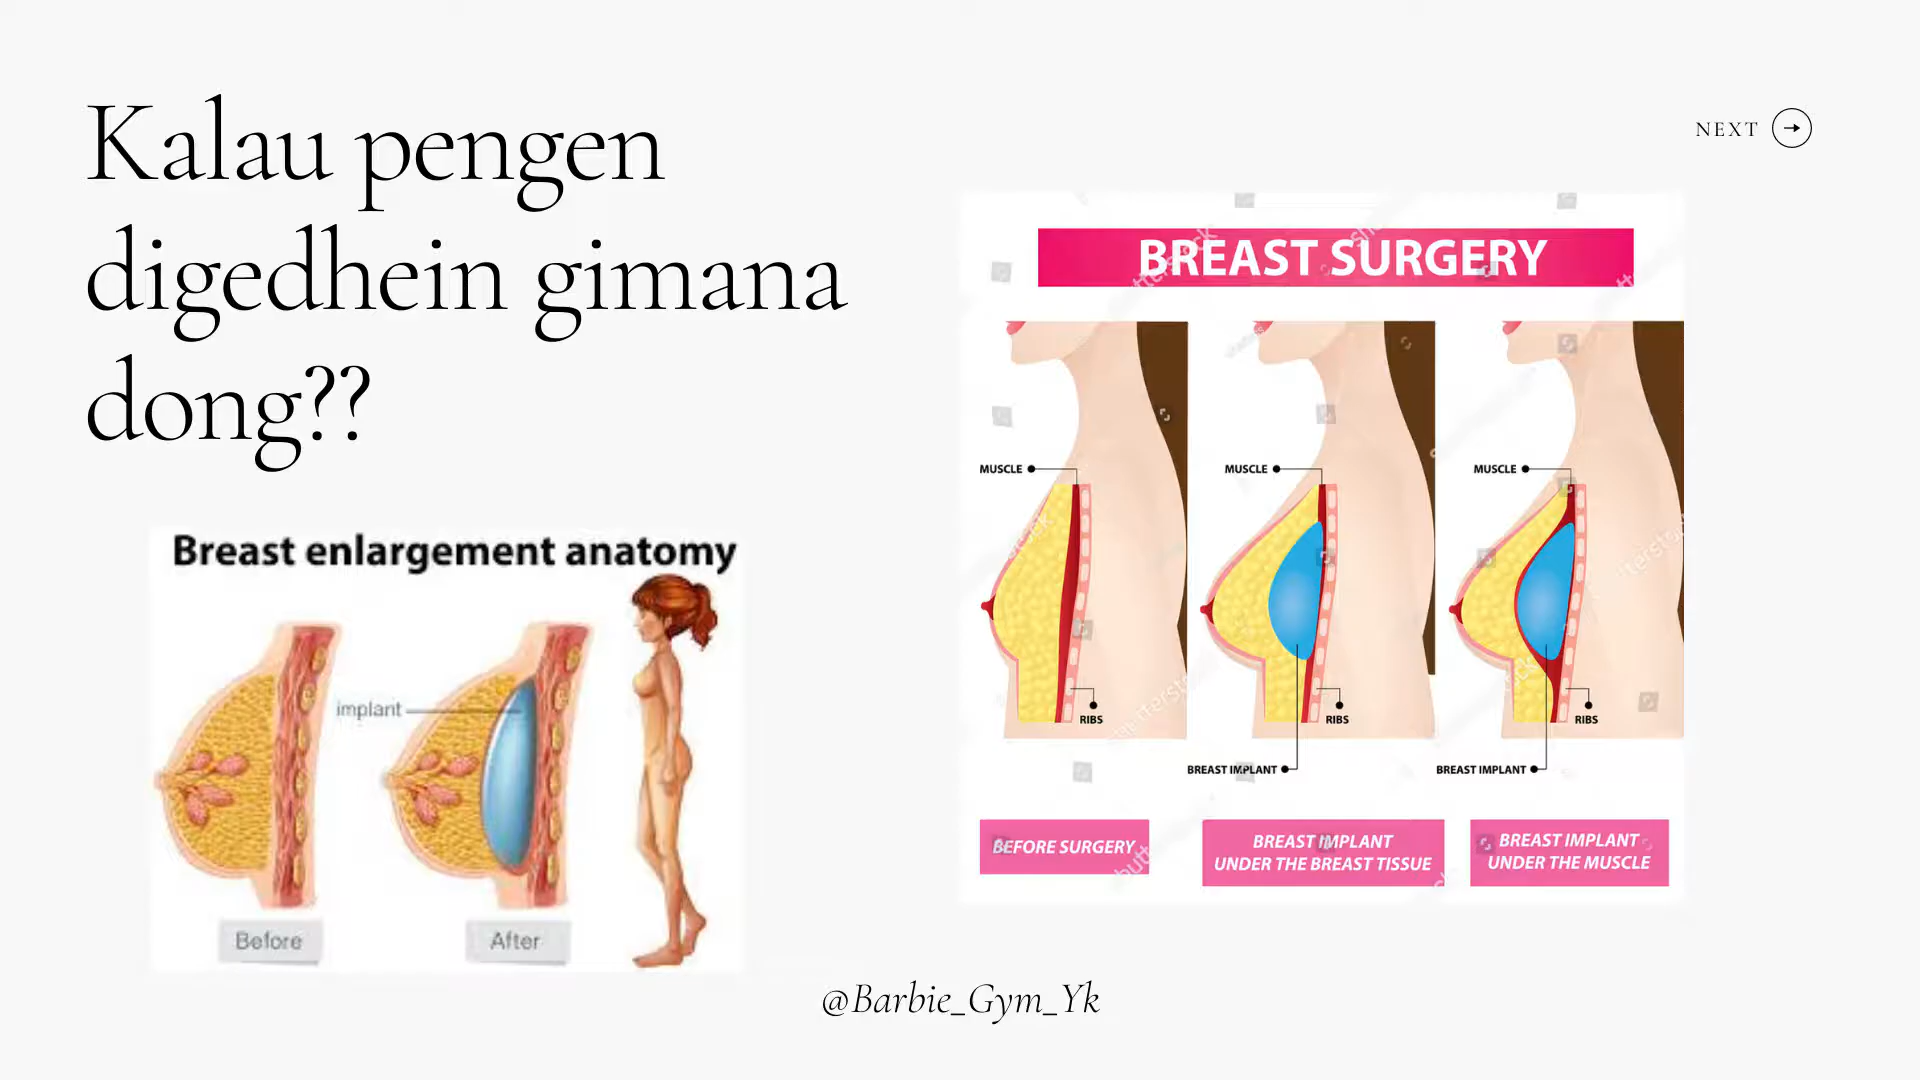 Kalau pengen
digedhein gimana
dong??
NEXT
Breast enlargement anatomy
implant
Before
After
BREAST SURGERY
MUSCLE
MUSCLE
MUSCLE
RIBS
RIBS
RIBS
BREAST IMPLANT
BREAST IMPLANT
BEFORE SURGERY
BREAST IMPLANT
UNDER THE BREAST TISSUE
BREAST IMPLANT
UNDER THE MUSCLE
@Barbie_Gym_Yk